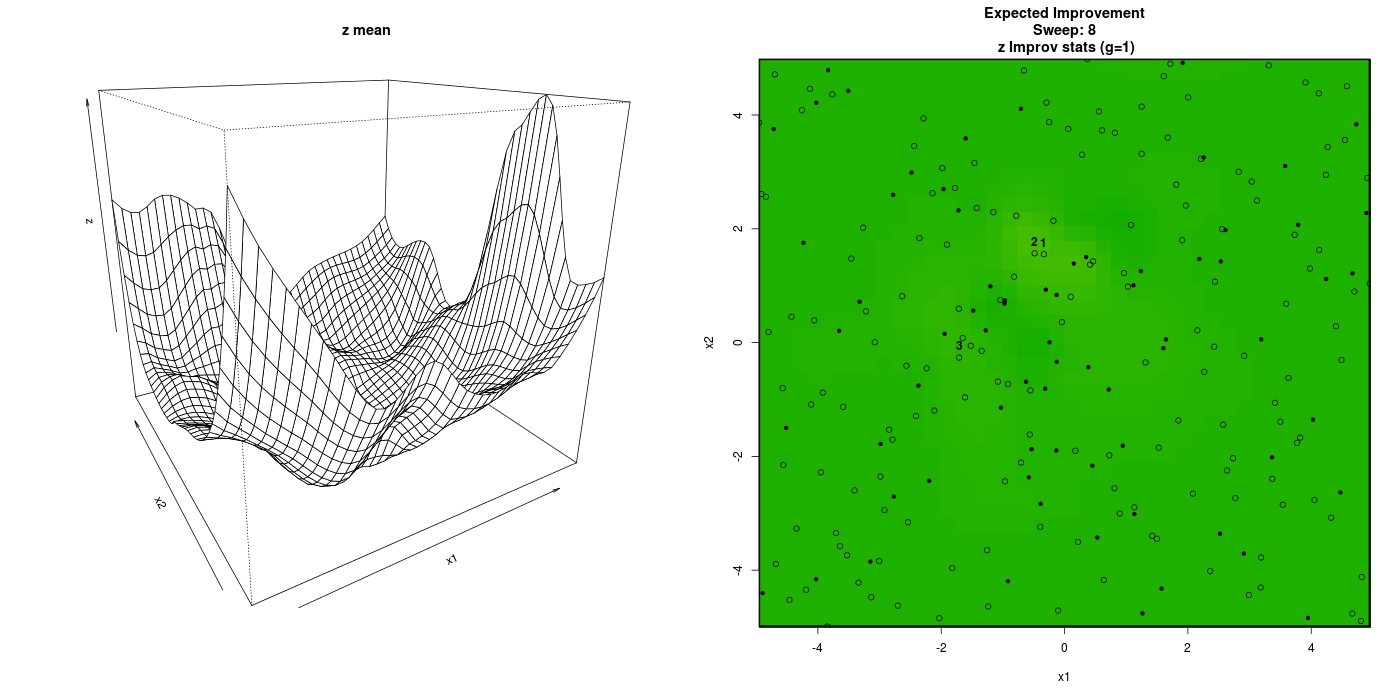 z mean
z
x2
x1
Expected Improvement
Sweep: 8
z Improv stats (g=1)
x2
4
2
0
-2
-4
2 1
3
-4
-2
0
2
4
x1